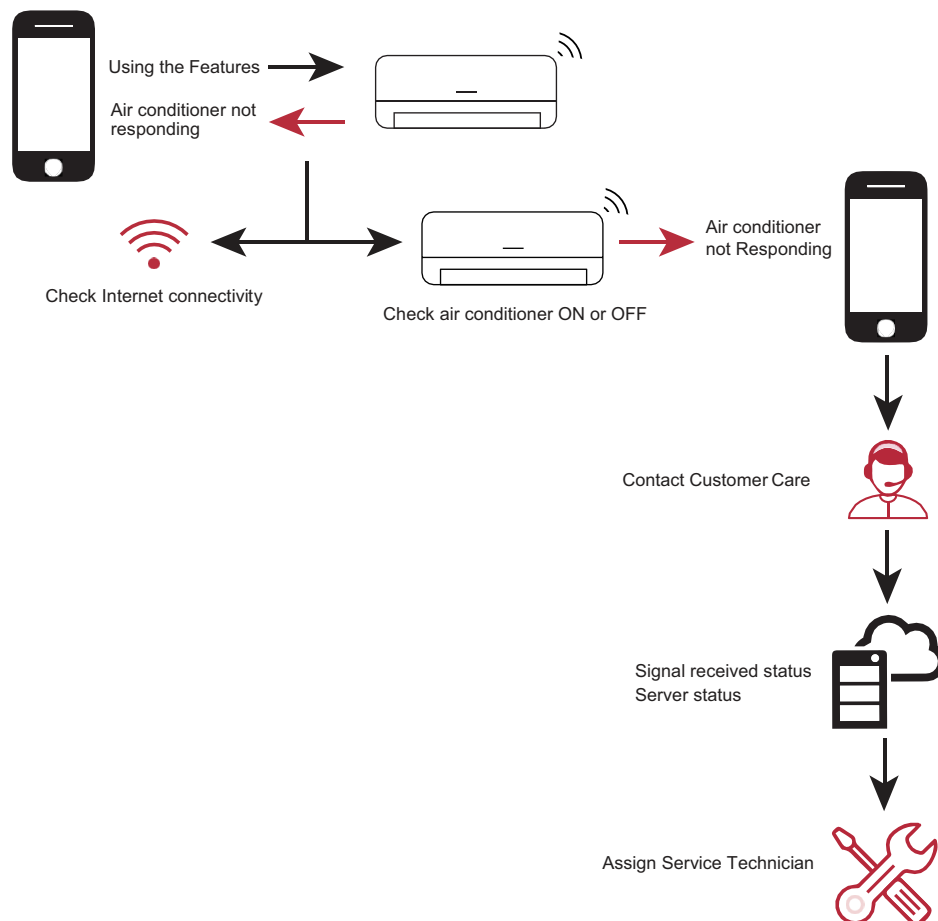 Using the Features
Air conditioner not
responding
Air conditioner
not Responding
Check Internet connectivity
Check air conditioner ON or OFF
Contact Customer Care
Signal received status
Server status
Assign Service Technician